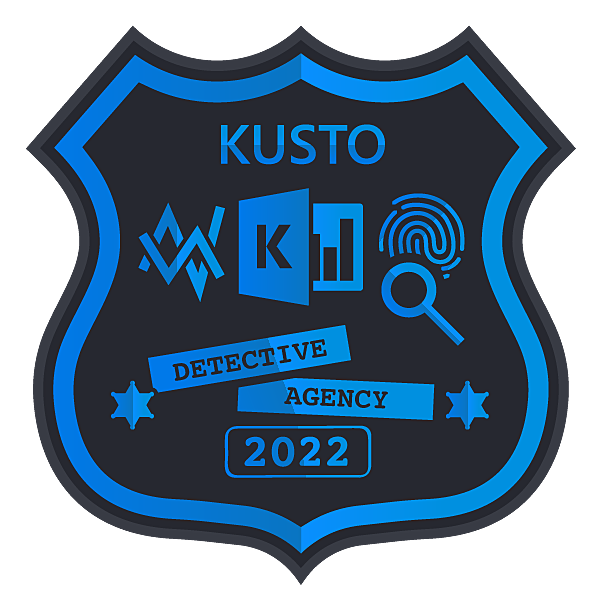 KUSTO
K
DETECTIVE
AGENCY
2022